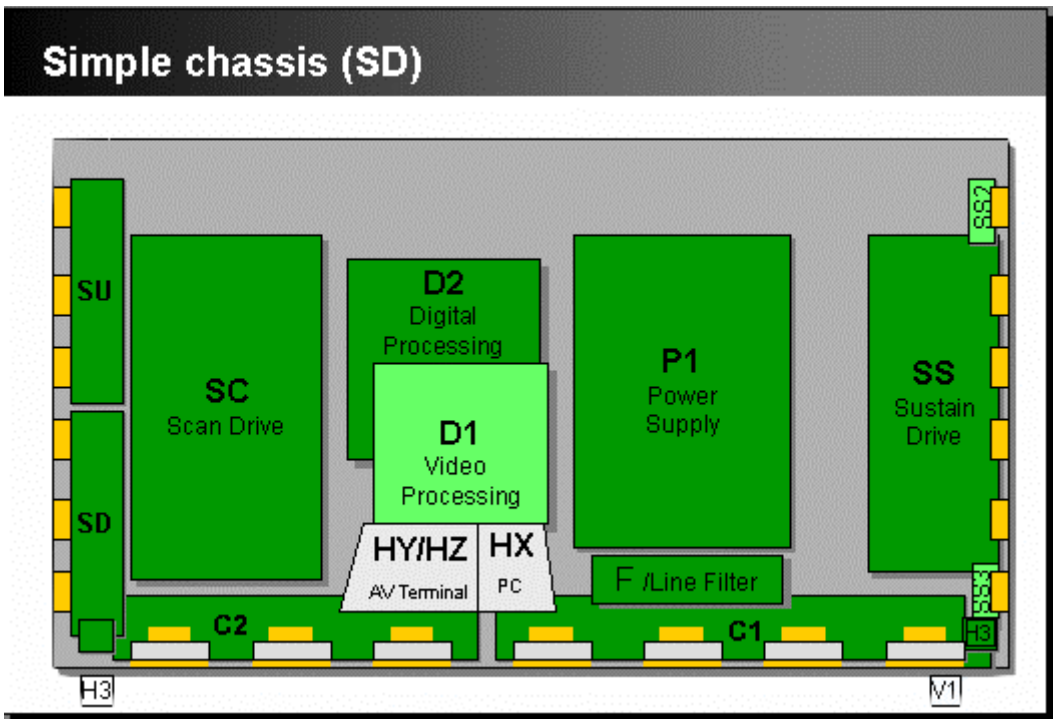 Simple chassis (SD)
SS2
SU
D2
Digital
Processing
P1
Power
Supply
SC
Scan Drive
SS
Sustain
Drive
D1
Video
Processing
SD
HY/HZ
AV Terminal
HX
PC
F /Line Filter
SS3
C2
C1
H3
H3
V1